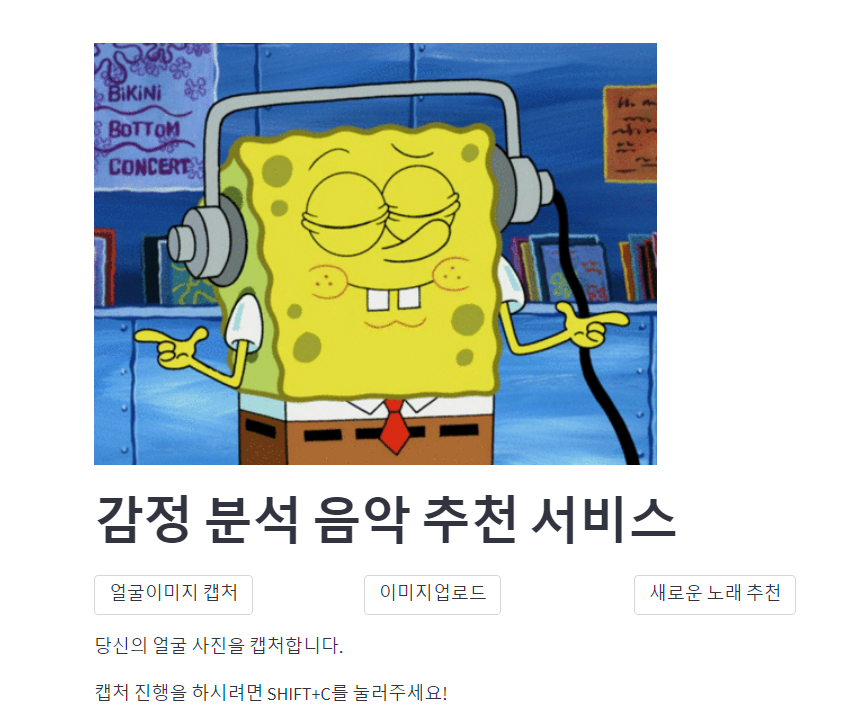 BiKiNi
BOTTOM
CONCERT
감정 분석 음악 추천 서비스
얼굴이미지 캡처
이미지업로드
새로운 노래 추천
당신의 얼굴 사진을 캡처합니다.
캡처 진행을 하시려면 SHIFT+C를 눌러주세요!